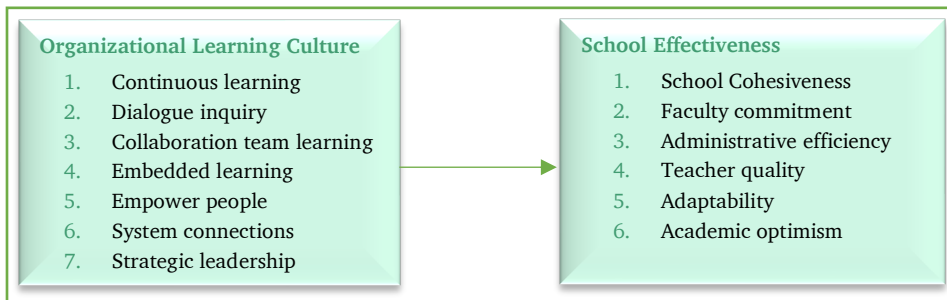 Organizational Learning Culture
1. Continuous learning
2. Dialogue inquiry
3. Collaboration team learning
4. Embedded learning
5. Empower people
6. System connections
7. Strategic leadership
School Effectiveness
1. School Cohesiveness
2. Faculty commitment
3. Administrative efficiency
4. Teacher quality
5. Adaptability
6. Academic optimism